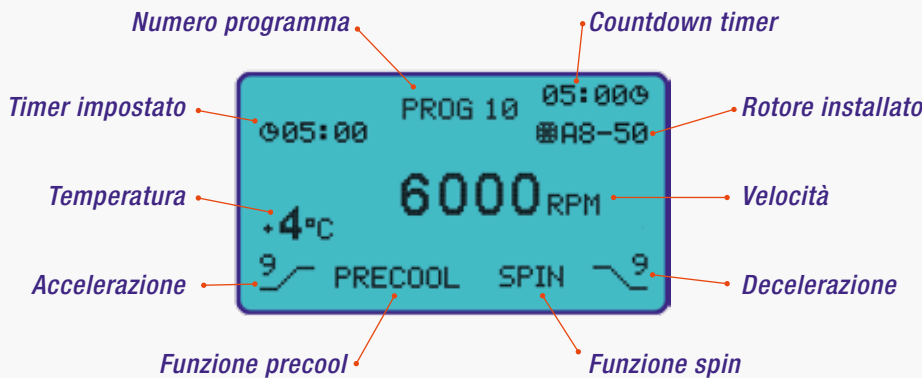 Numero programma
Countdown timer
Timer impostato
PROG 10
05:00
Rotore installato
05:00
A8-50
Temperatura
6000 RPM
Velocità
+4°C
Accelerazione
9
PRECOOL
SPIN
9
Decelerazione
Funzione precool
Funzione spin